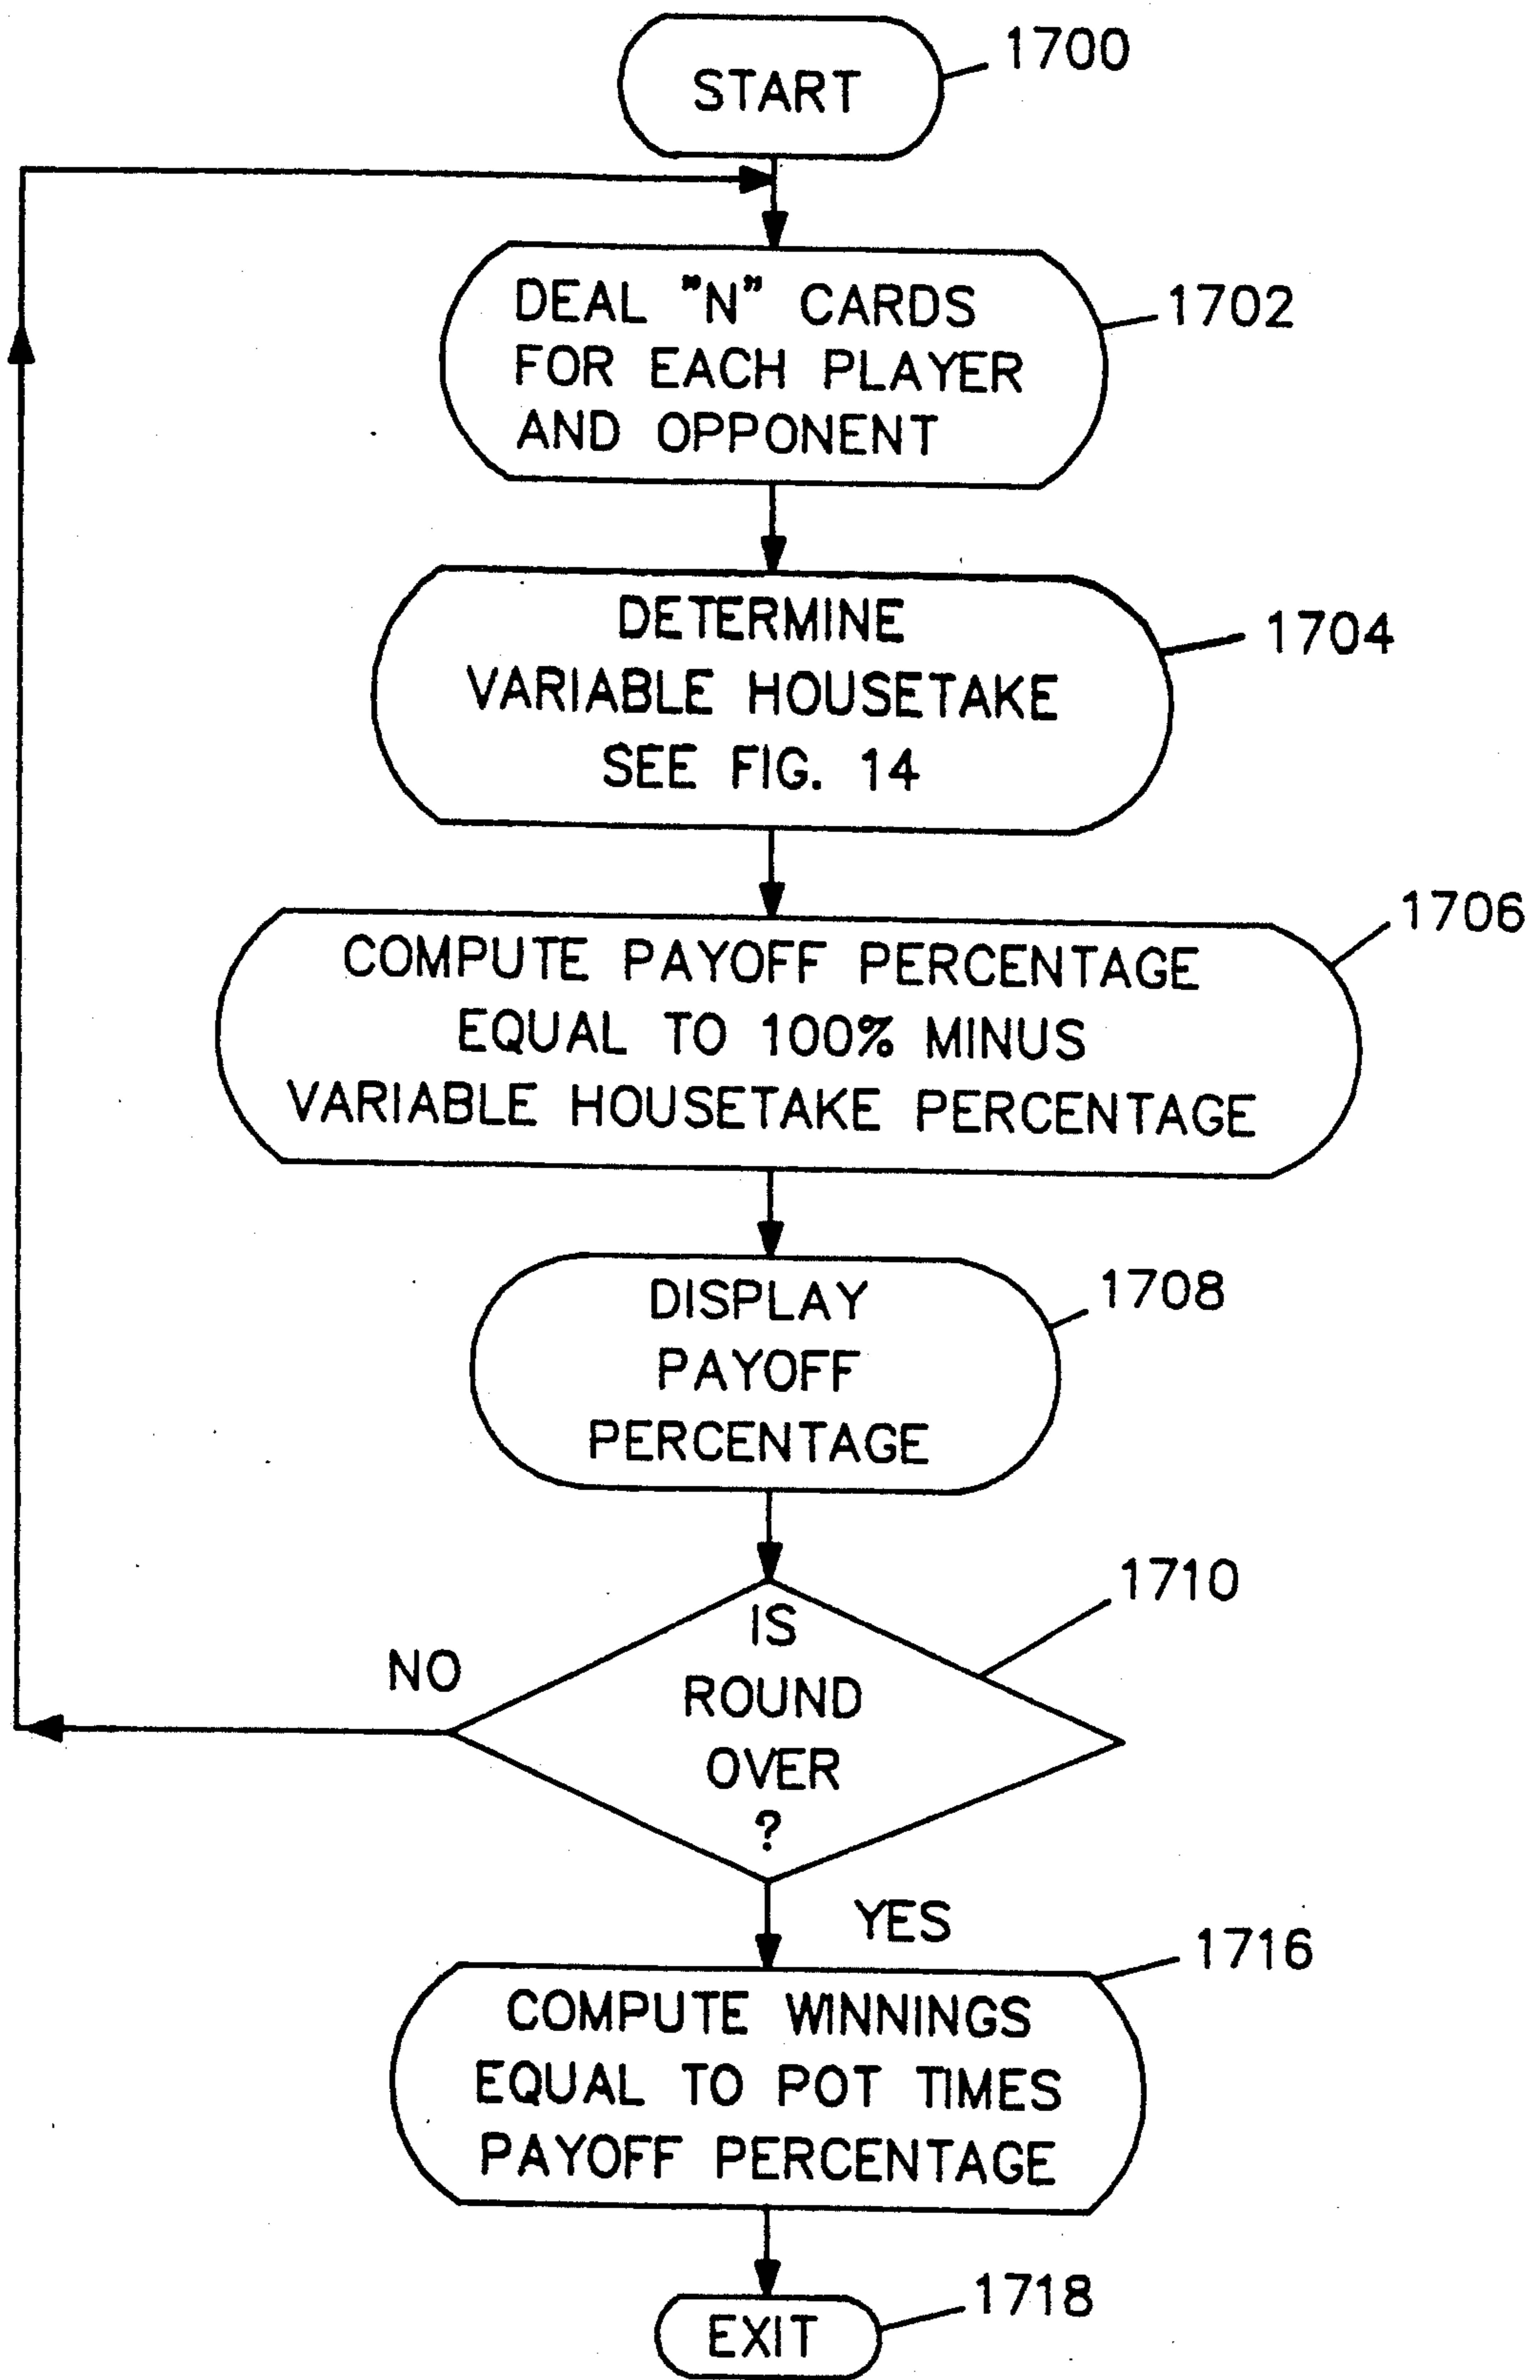 START
1700
DEAL "N" CARDS
FOR EACH PLAYER
AND OPPONENT
1702
DETERMINE
VARIABLE HOUSETAKE
SEE FIG. 14
1704
COMPUTE PAYOFF PERCENTAGE
EQUAL TO 100% MINUS
VARIABLE HOUSETAKE PERCENTAGE
1706
DISPLAY
PAYOFF
PERCENTAGE
1708
IS
ROUND
OVER
?
1710
NO
YES
COMPUTE WINNINGS
EQUAL TO POT TIMES
PAYOFF PERCENTAGE
1716
EXIT
1718